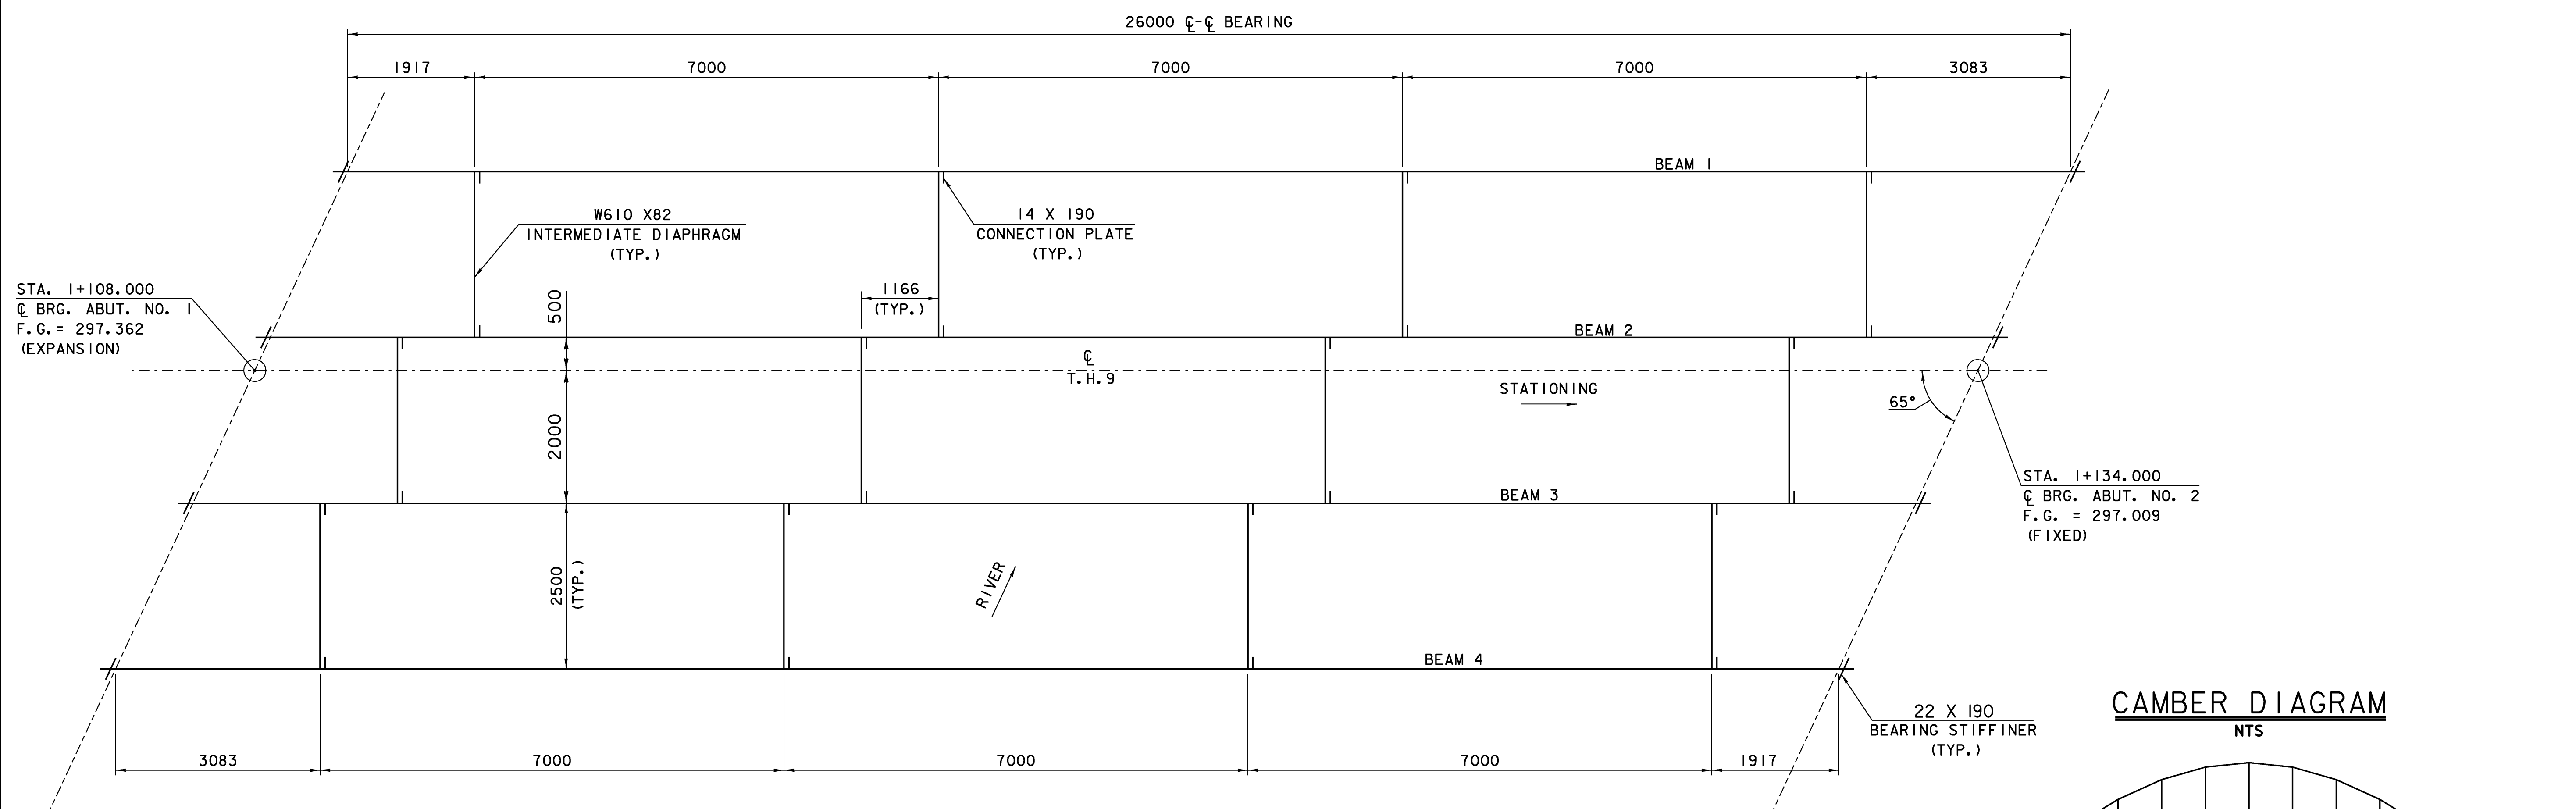 26000 ℄-℄ BEARING
1917
7000
7000
7000
3083
BEAM 1
W610 X82
INTERMEDIATE DIAPHRAGM
(TYP.)
14 X 190
CONNECTION PLATE
(TYP.)
STA. 1+108.000
℄ BRG. ABUT. NO. 1
F.G.= 297.362
(EXPANSION)
500
1166
(TYP.)
BEAM 2
℄
T.H.9
STATIONING
65°
2000
STA. 1+134.000
℄ BRG. ABUT. NO. 2
F.G. = 297.009
(FIXED)
BEAM 3
2500
(TYP.)
RIVER
BEAM 4
22 X 190
BEARING STIFFINER
(TYP.)
3083
7000
7000
7000
1917
CAMBER DIAGRAM
NTS